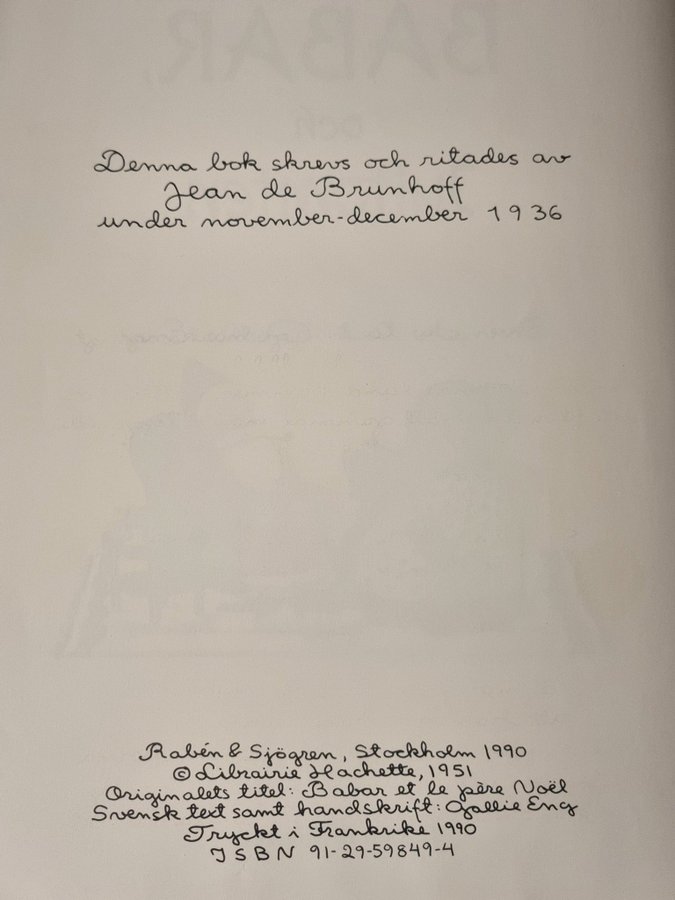 Denna bok skrevs och ritades av
Jean de Brunhoff
under november-december 1936
Rabén & Sjögren, Stockholm 1990
© Librairie Hachette, 1951
Originalets titel: Babar et le père Noël
Svensk text samt handskrift: Gallie Eng
Tryckt i Frankrike 1990
ISBN 91-29-59849-4